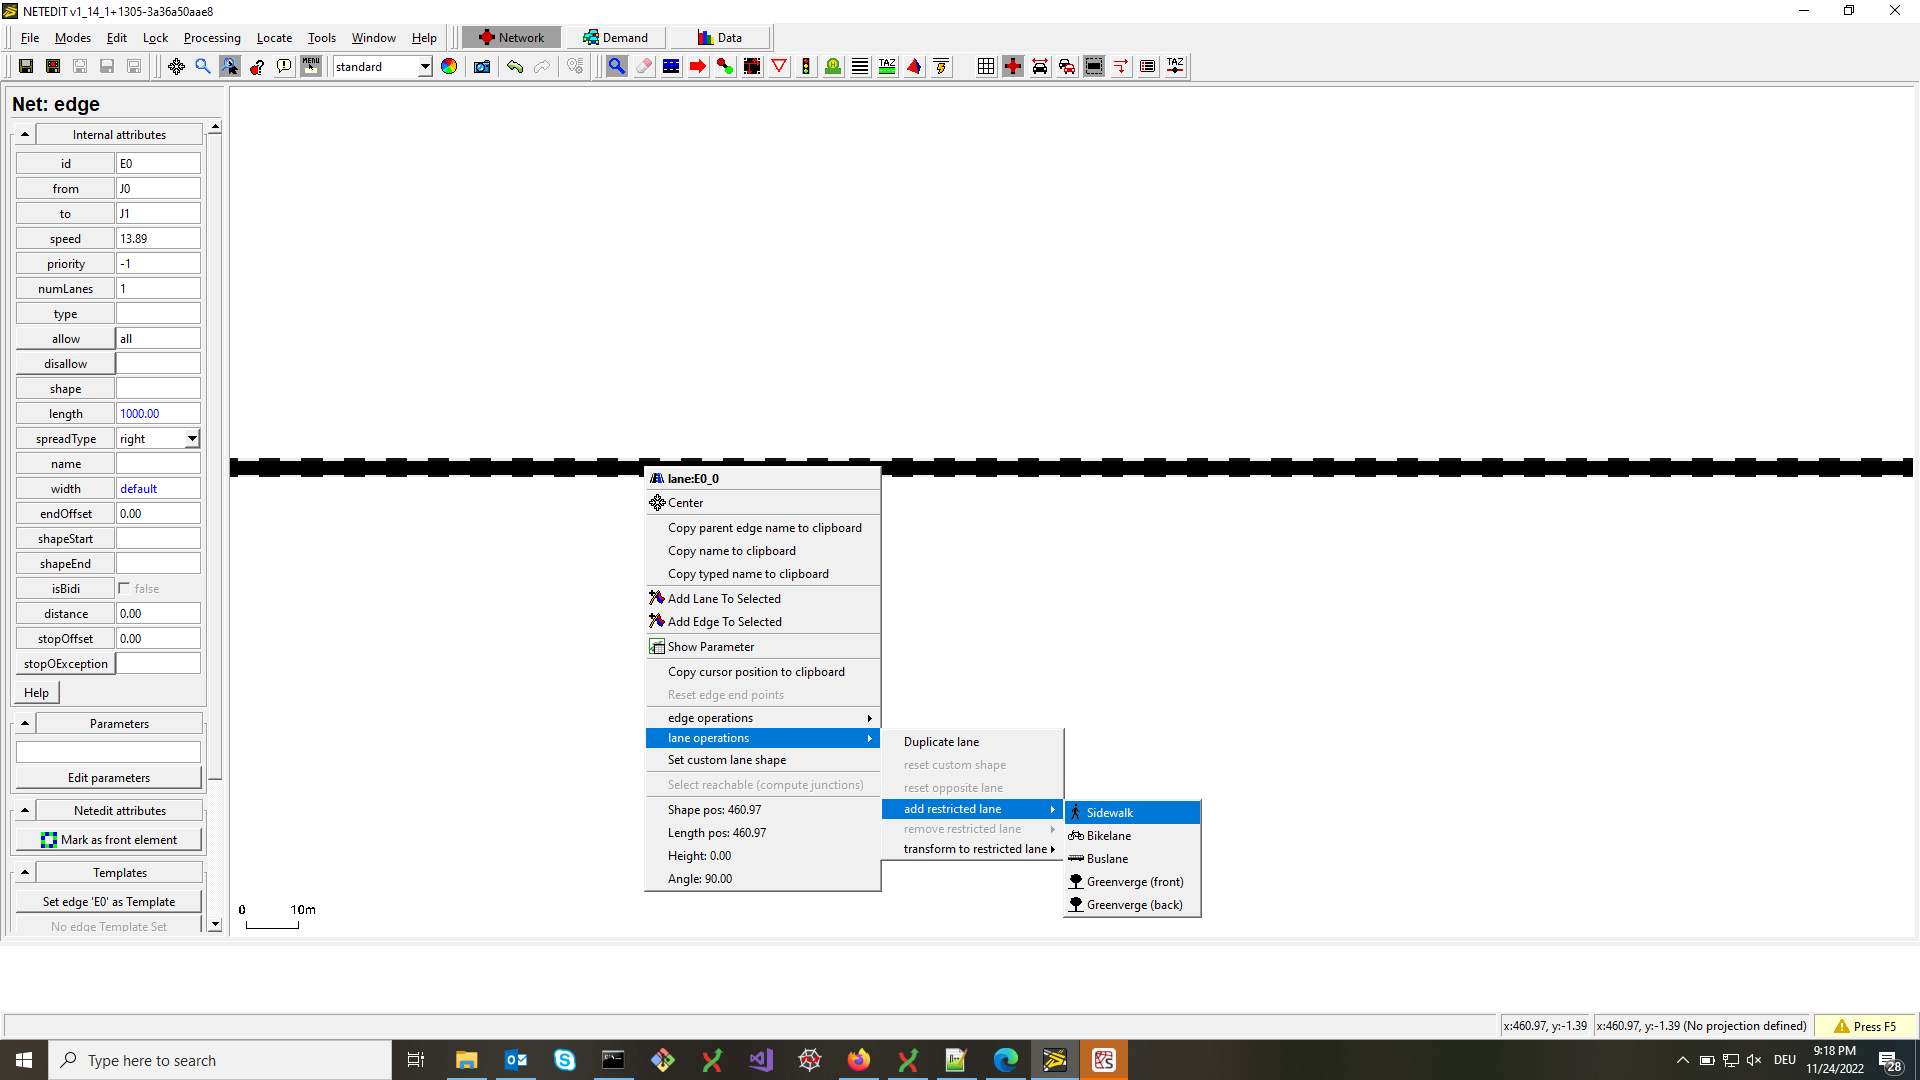 NETEDIT v1_14_1+1305-3a36a50aae8
File Modes Edit Lock Processing Locate Tools Window Help Network Demand Data
MENU standard TAZ TAZ
Net: edge
Internal attributes
id E0
from J0
to J1
speed 13.89
priority -1
numLanes 1
type
allow all
disallow
shape
length 1000.00
spreadType right
name
width default
endOffset 0.00
shapeStart
shapeEnd
isBidi false
distance 0.00
stopOffset 0.00
stopOException
Help
Parameters
Edit parameters
Netedit attributes
Mark as front element
Templates
Set edge 'E0' as Template
No edge Template Set
lane:E0_0
Center
Copy parent edge name to clipboard
Copy name to clipboard
Copy typed name to clipboard
Add Lane To Selected
Add Edge To Selected
Show Parameter
Copy cursor position to clipboard
Reset edge end points
edge operations
lane operations
Set custom lane shape
Select reachable (compute junctions)
Shape pos: 460.97
Length pos: 460.97
Height: 0.00
Angle: 90.00
Duplicate lane
reset custom shape
reset opposite lane
add restricted lane
remove restricted lane
transform to restricted lane
Sidewalk
Bikelane
Buslane
Greenverge (front)
Greenverge (back)
0 10m
x:460.97, y:-1.39 x:460.97, y:-1.39 (No projection defined) Press F5
Type here to search
DEU
9:18 PM
11/24/2022
28